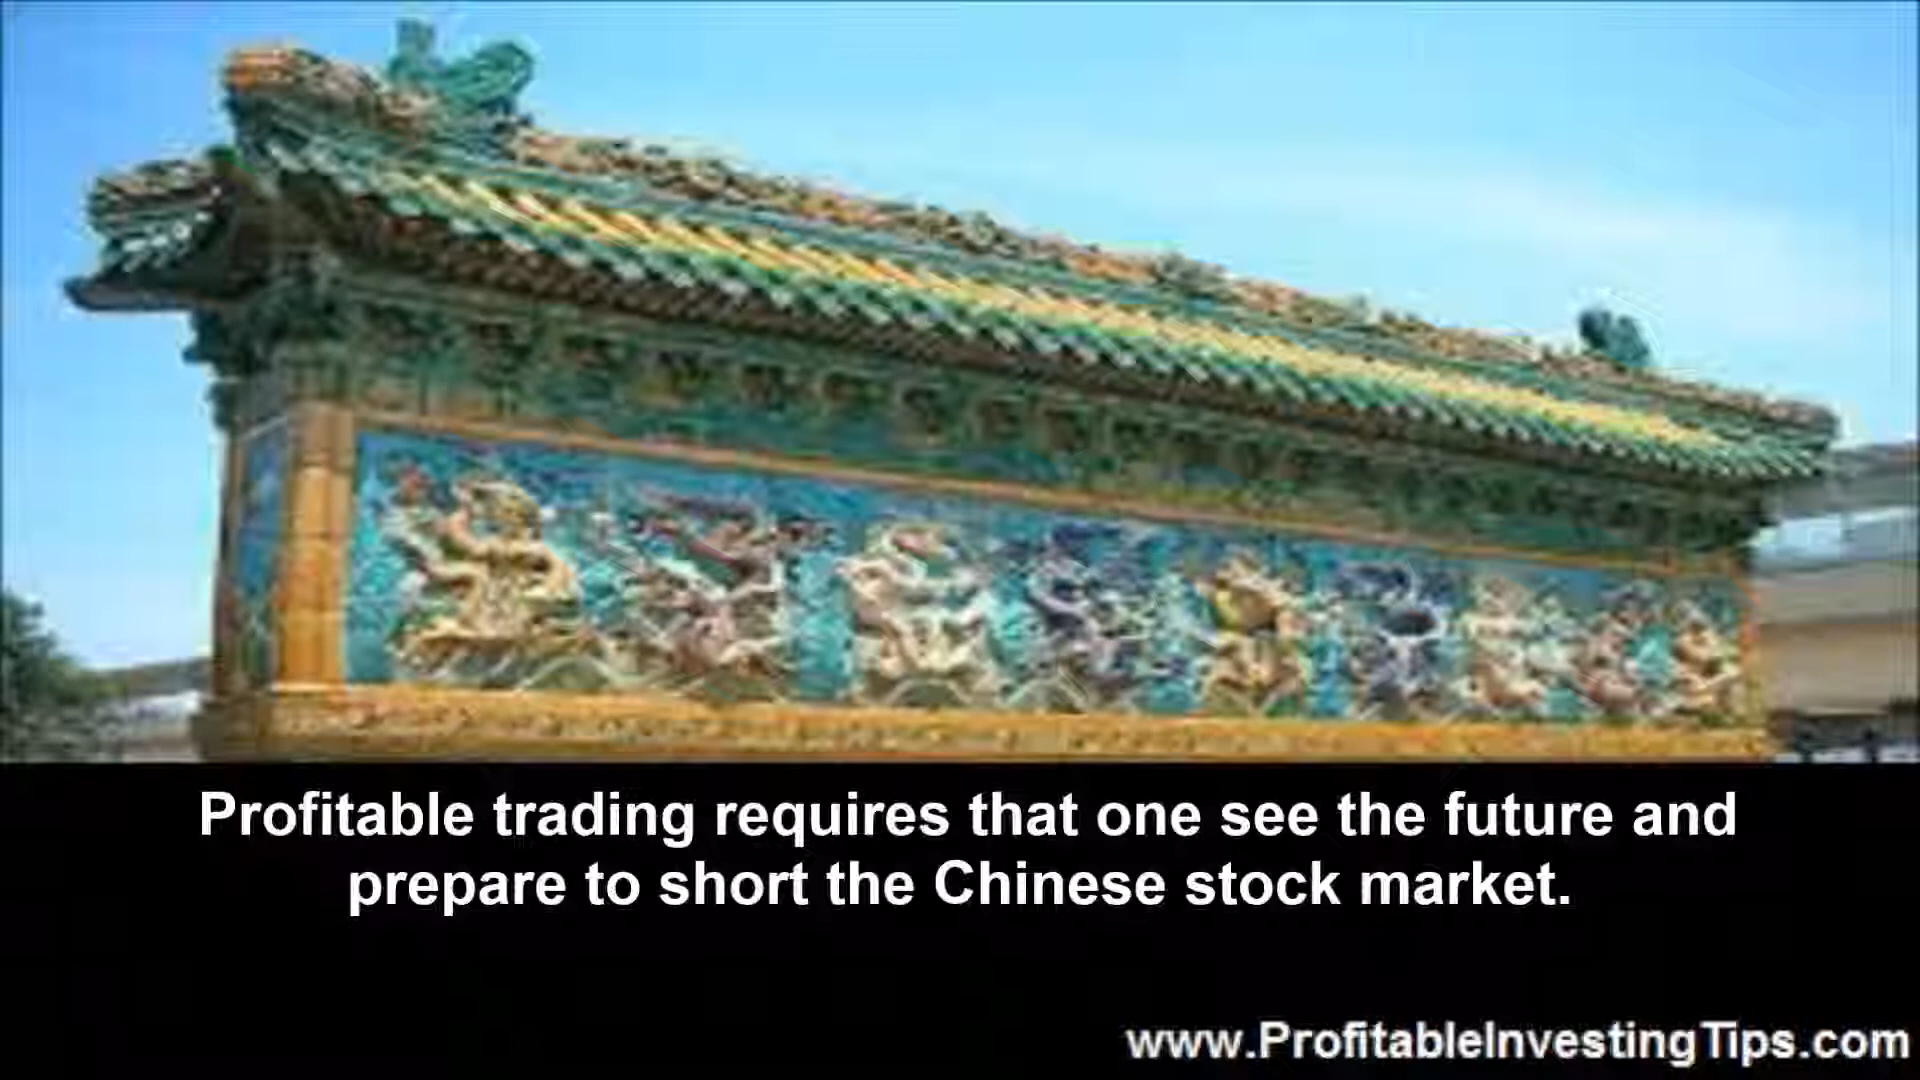 Profitable trading requires that one see the future and
prepare to short the Chinese stock market.
www.ProfitableInvestingTips.com